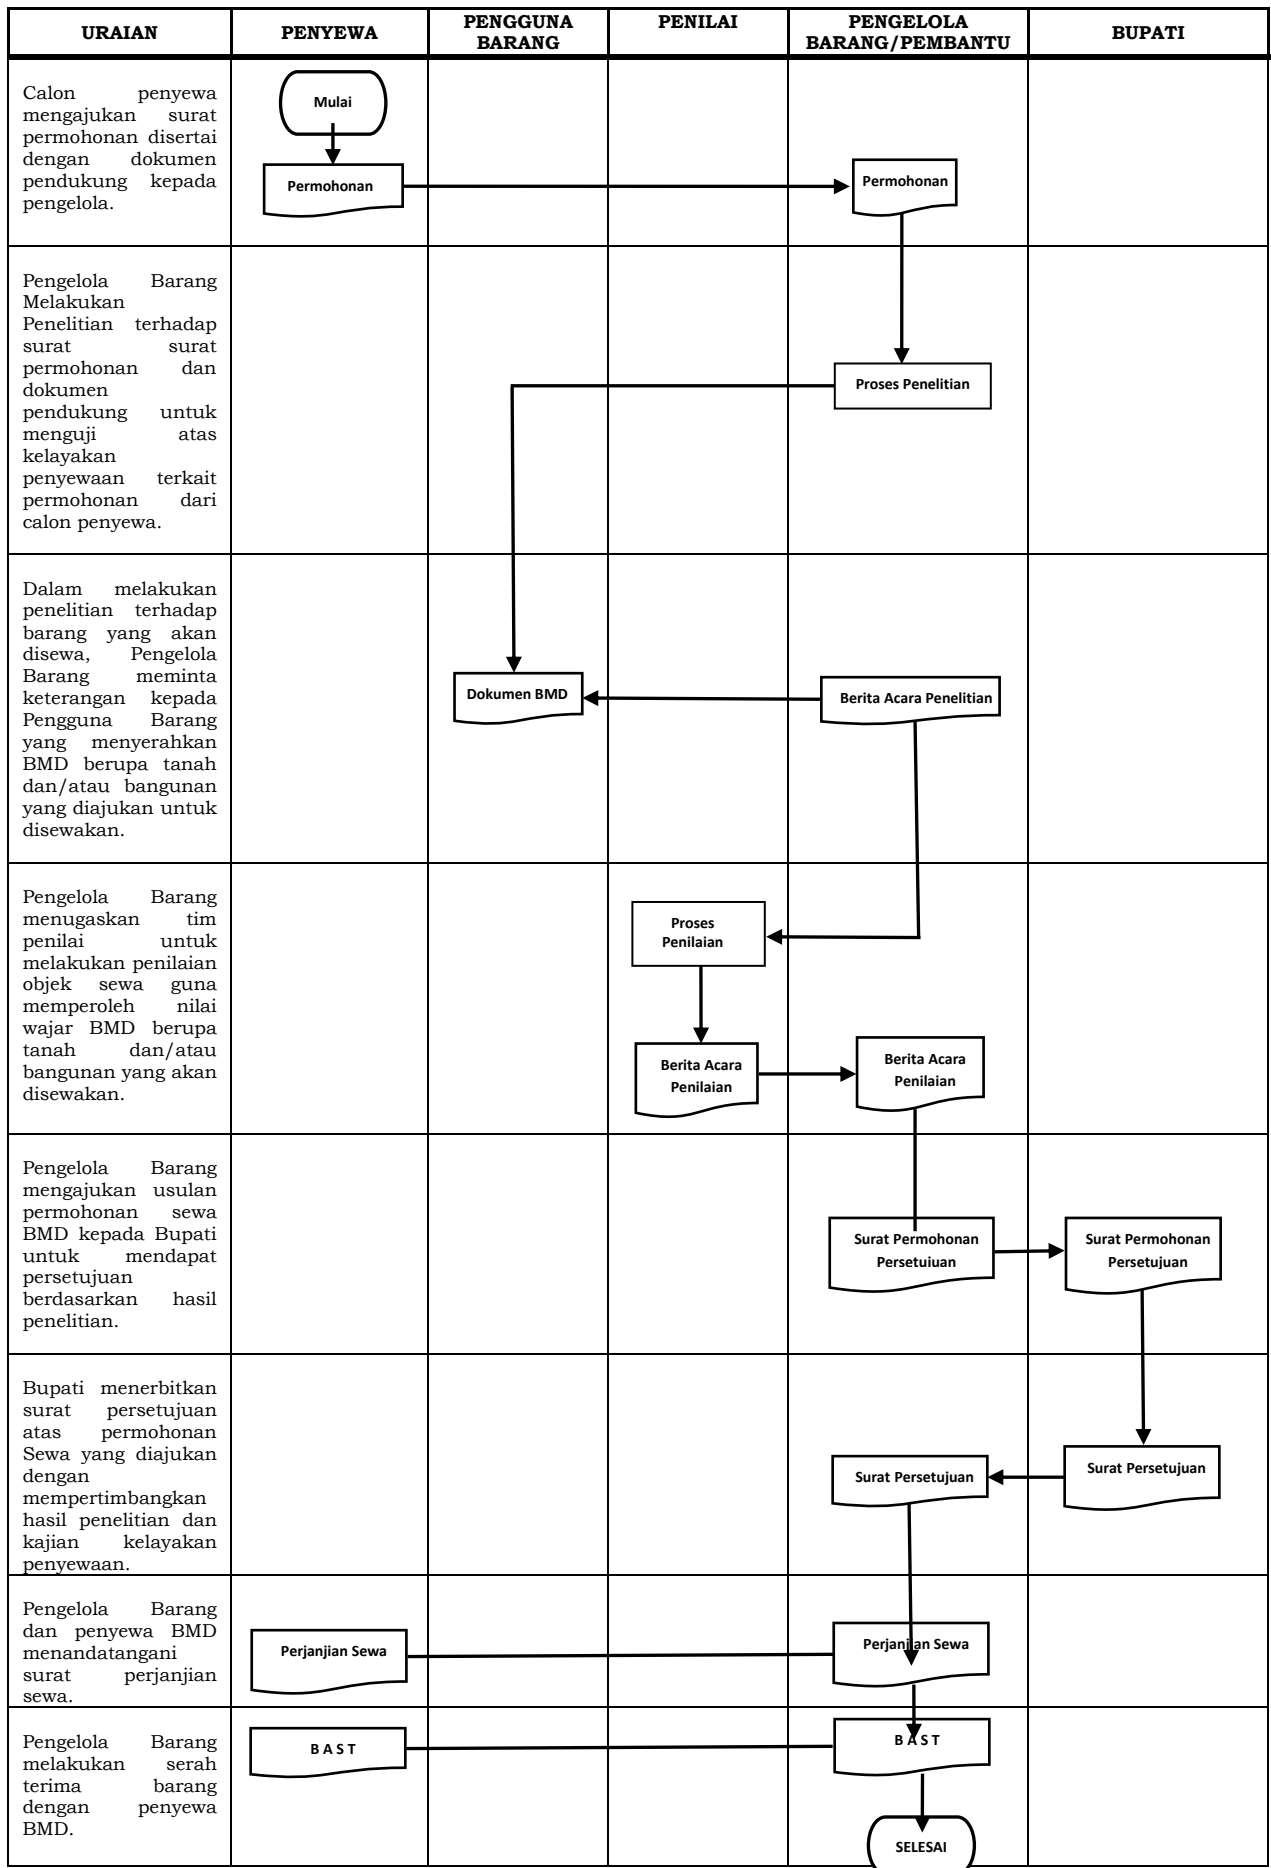 URAIAN
PENYEWA
PENGGUNA
BARANG
PENILAI
PENGELOLA
BARANG/PEMBANTU
BUPATI
Calon penyewa
mengajukan surat
permohonan disertai
dengan dokumen
pendukung kepada
pengelola.
Mulai
Permohonan
Permohonan
Pengelola Barang
Melakukan
Penelitian terhadap
surat surat
permohonan dan
dokumen
pendukung untuk
menguji atas
kelayakan
penyewaan terkait
permohonan dari
calon penyewa.
Proses Penelitian
Dalam melakukan
penelitian terhadap
barang yang akan
disewa, Pengelola
Barang meminta
keterangan kepada
Pengguna Barang
yang menyerahkan
BMD berupa tanah
dan/atau bangunan
yang diajukan untuk
disewakan.
Dokumen BMD
Berita Acara Penelitian
Pengelola Barang
menugaskan tim
penilai untuk
melakukan penilaian
objek sewa guna
memperoleh nilai
wajar BMD berupa
tanah dan/atau
bangunan yang akan
disewakan.
Proses
Penilaian
Berita Acara
Penilaian
Berita Acara
Penilaian
Pengelola Barang
mengajukan usulan
permohonan sewa
BMD kepada Bupati
untuk mendapat
persetujuan
berdasarkan hasil
penelitian.
Surat Permohonan
Persetuiuan
Surat Permohonan
Persetujuan
Bupati menerbitkan
surat persetujuan
atas permohonan
Sewa yang diajukan
dengan
mempertimbangkan
hasil penelitian dan
kajian kelayakan
penyewaan.
Surat Persetujuan
Surat Persetujuan
Pengelola Barang
dan penyewa BMD
menandatangani
surat perjanjian
sewa.
Perjanjian Sewa
Perjanjian Sewa
Pengelola Barang
melakukan serah
terima barang
dengan penyewa
BMD.
B A S T
B A S T
SELESAI